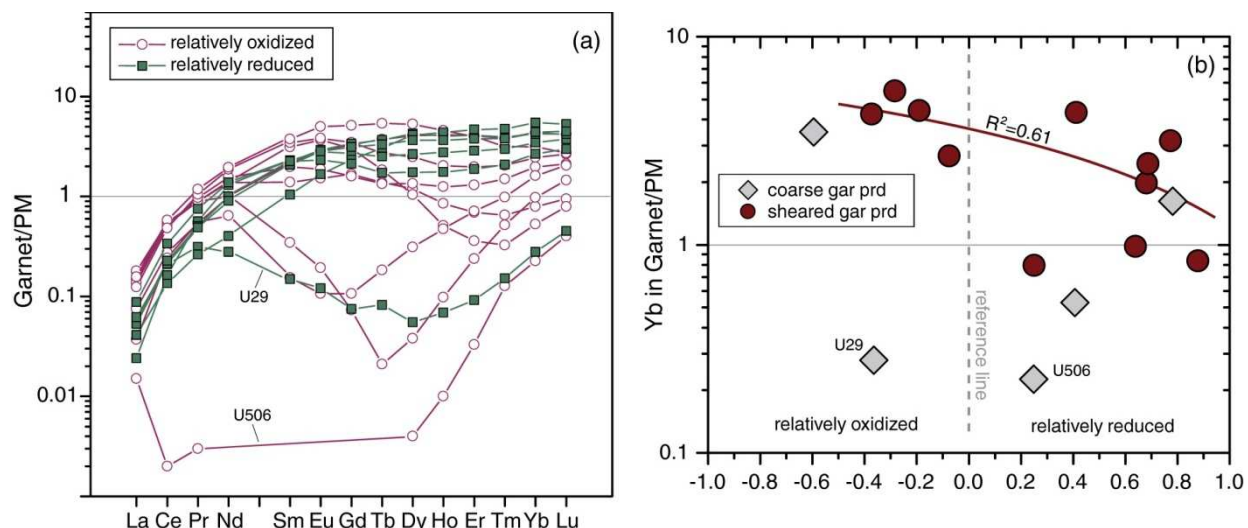 (a)
relatively oxidized
relatively reduced
10
1
0.1
0.01
Garnet/PM
U29
U506
La Ce Pr Nd Sm Eu Gd Tb Dy Ho Er Tm Yb Lu
(b)
10
1
0.1
Yb in Garnet/PM
R²=0.61
coarse gar prd
sheared gar prd
reference line
U29
U506
relatively oxidized
relatively reduced
-1.0 -0.8 -0.6 -0.4 -0.2 0.0 0.2 0.4 0.6 0.8 1.0